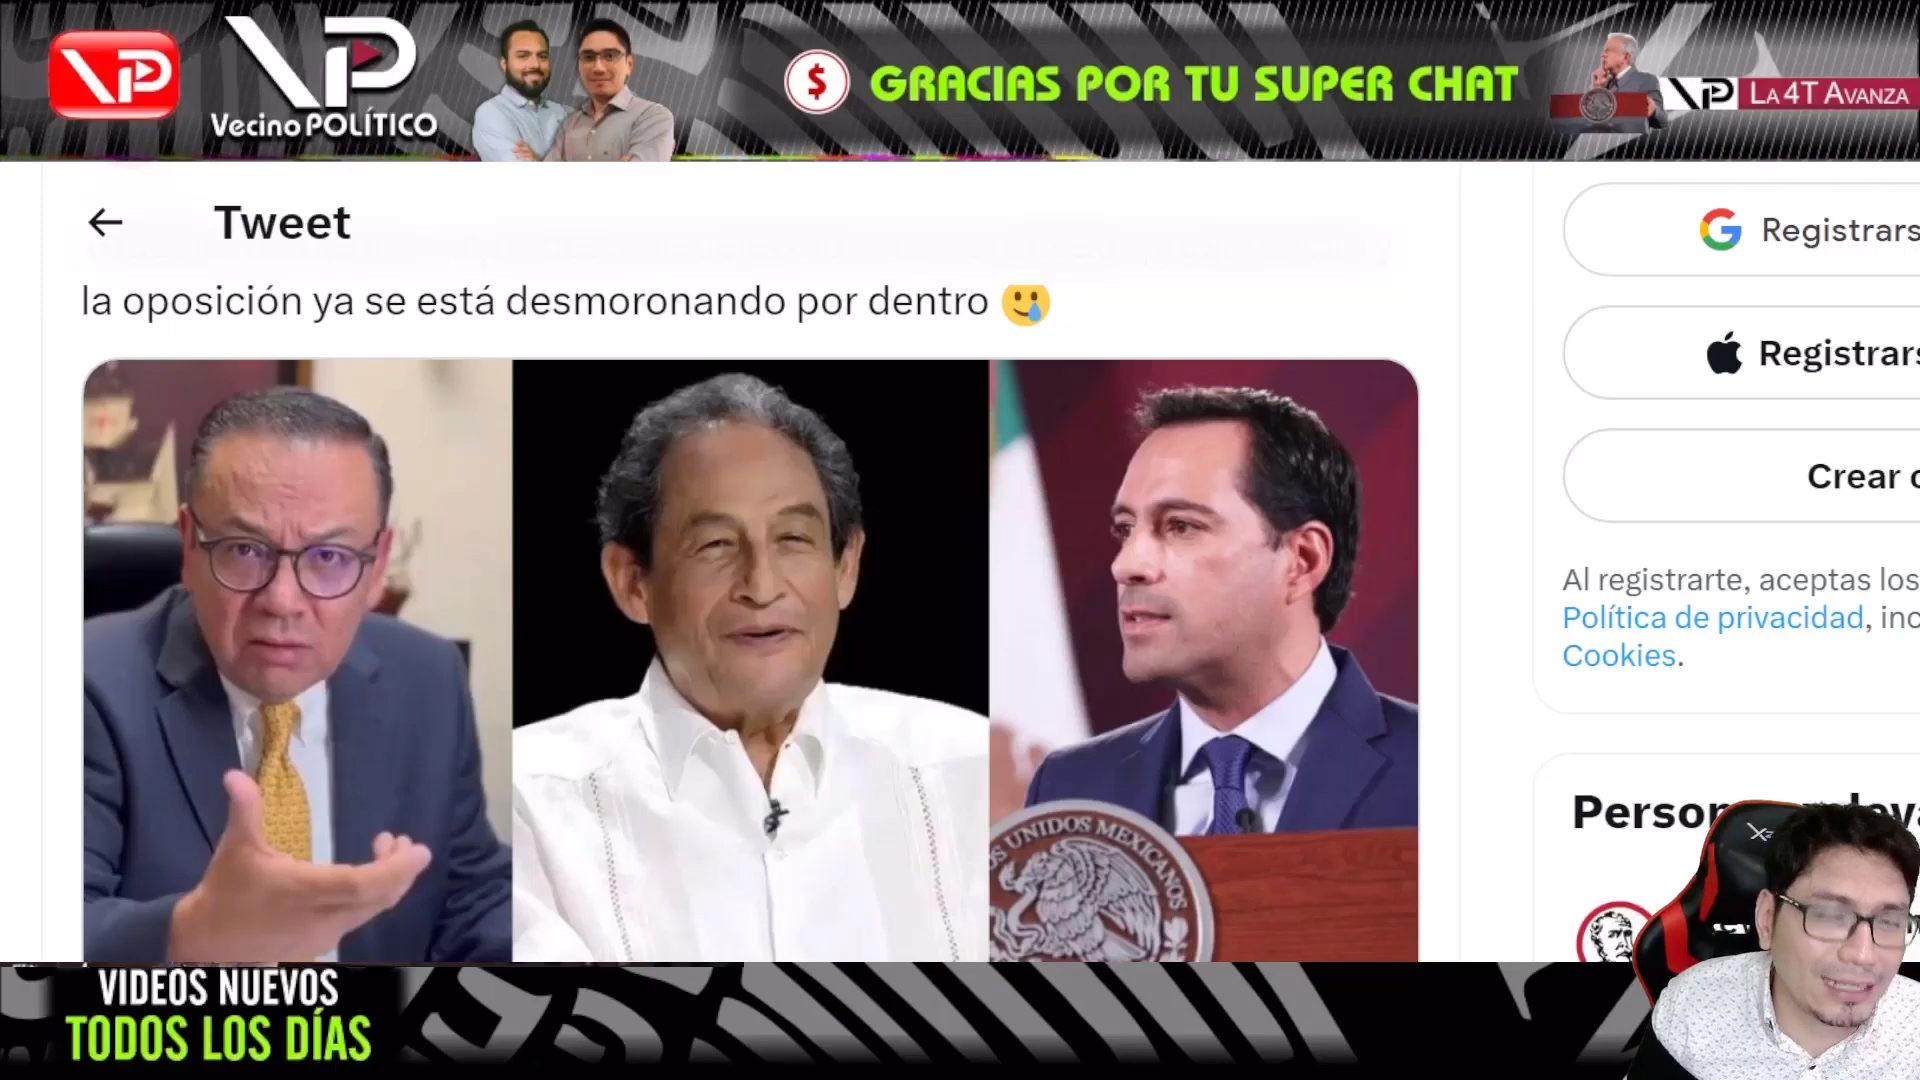 VP
VP
Vecino POLÍTICO
$ GRACIAS POR TU SUPER CHAT
VP LA 4T AVANZA
← Tweet
la oposición ya se está desmoronando por dentro
S UNIDOS MEXICANOS
Registrars
Registrars
Crear c
Al registrarte, aceptas los
Política de privacidad, inc
Cookies.
Person
VIDEOS NUEVOS
TODOS LOS DÍAS